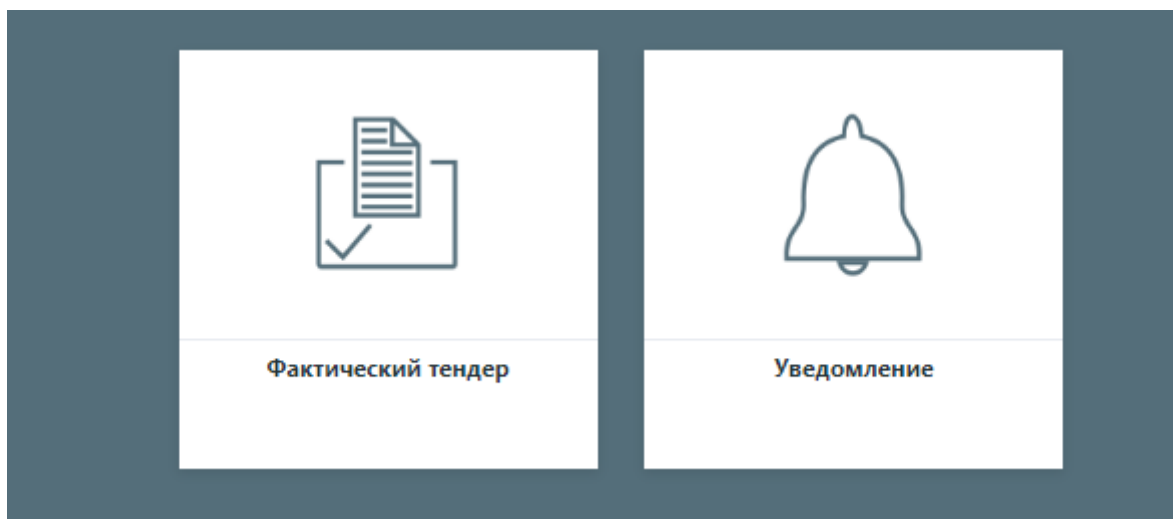 Фактический тендер
Уведомление